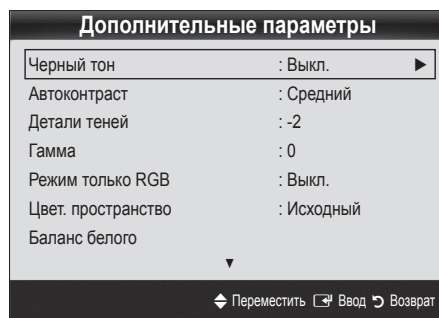 Дополнительные параметры
Черный тон : Выкл. ▶
Автоконтраст : Средний
Детали теней : -2
Гамма : 0
Режим только RGB : Выкл.
Цвет. пространство : Исходный
Баланс белого
▼
Переместить Ввод Возврат